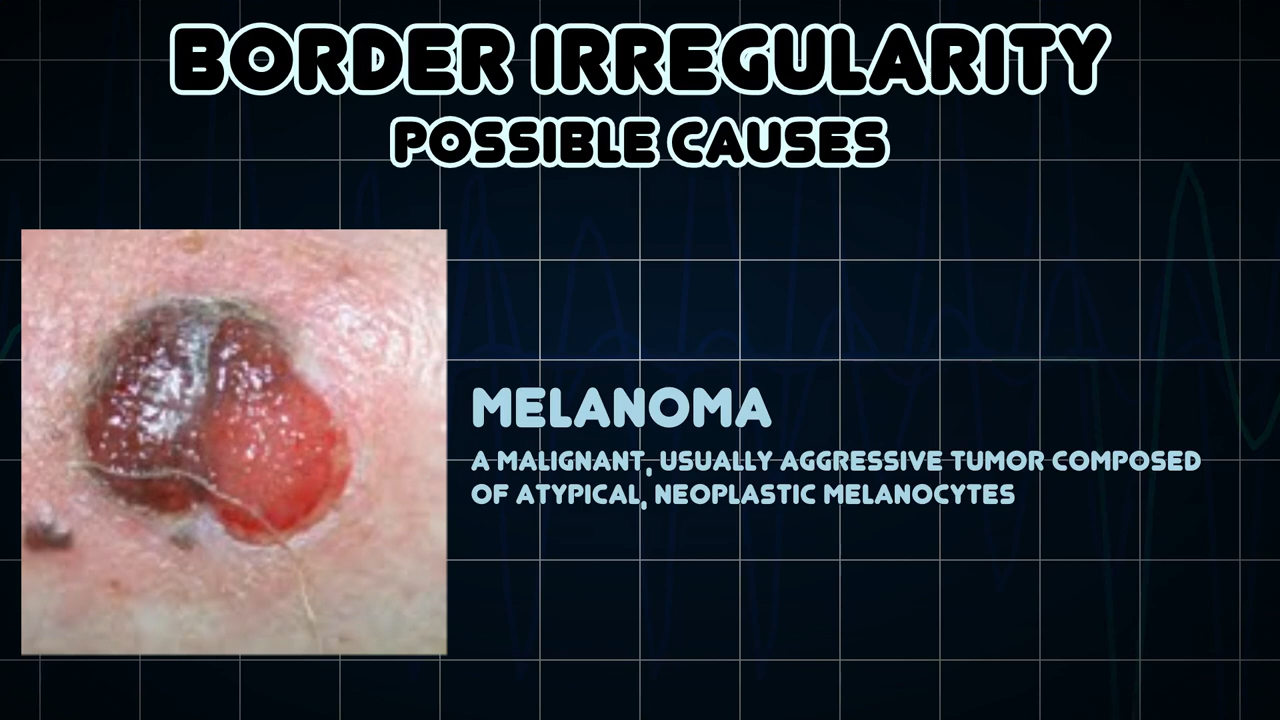 BORDER IRREGULARITY
POSSIBLE CAUSES
MELANOMA
A MALIGNANT, USUALLY AGGRESSIVE TUMOR COMPOSED
OF ATYPICAL, NEOPLASTIC MELANOCYTES